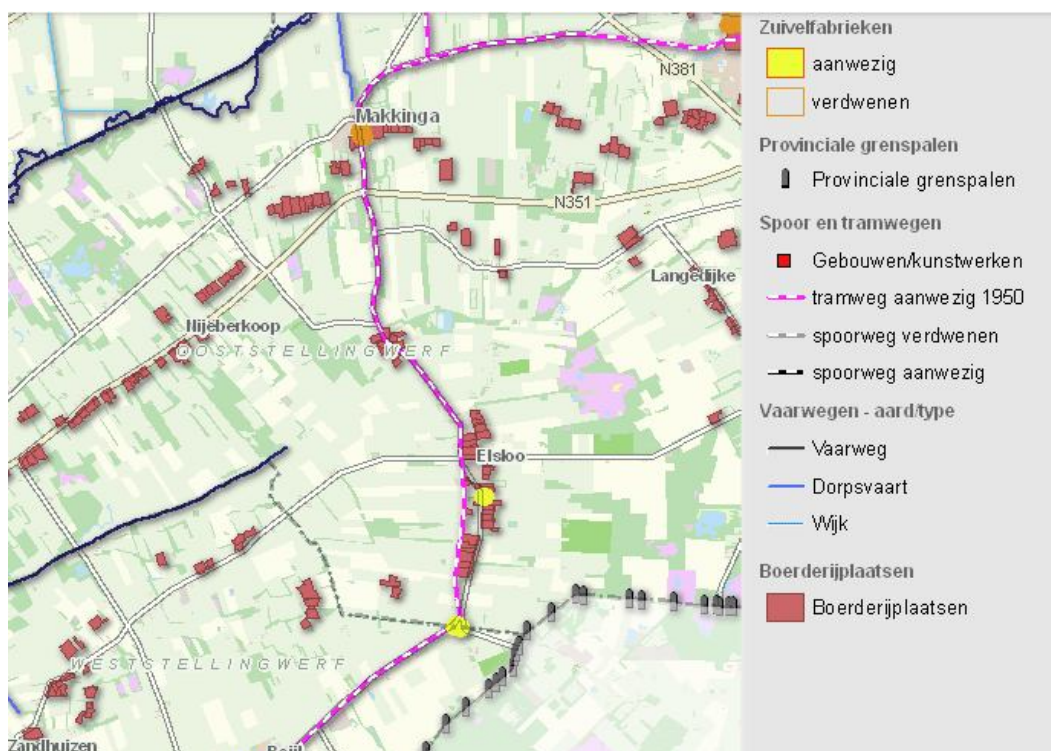 N381
Makkinga
N351
Langedijke
Nijeberkoop
OOSTSTELLINGWERF
Elsloo
WESTSTELLINGWERF
Zandhuizen
Zuivelfabrieken
aanwezig
verdwenen
Provinciale grenspalen
Provinciale grenspalen
Spoor en tramwegen
Gebouwen/kunstwerken
tramweg aanwezig 1950
spoorweg verdwenen
spoorweg aanwezig
Vaarwegen - aard/type
Vaarweg
Dorpsvaart
Wijk
Boerderijplaatsen
Boerderijplaatsen